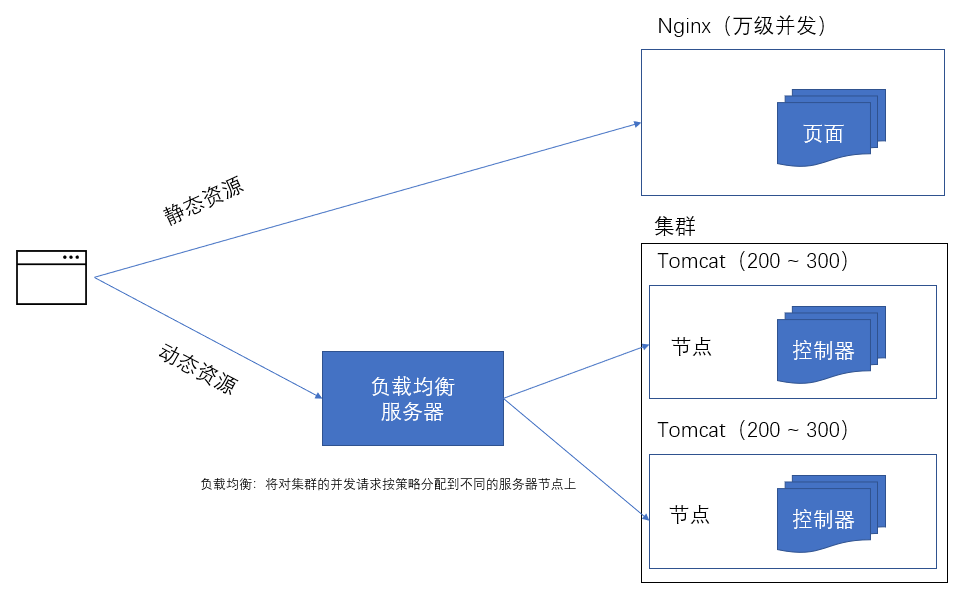 Nginx（万级并发）
页面
静态资源
集群
Tomcat（200 ~ 300）
节点
控制器
动态资源
负载均衡
服务器
Tomcat（200 ~ 300）
负载均衡：将对集群的并发请求按策略分配到不同的服务器节点上
节点
控制器